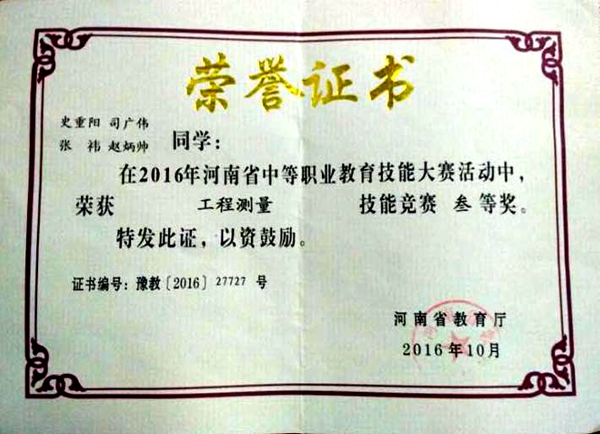 荣誉证书
史重阳 司广伟
张 祎 赵炳帅 同学：
在2016年河南省中等职业教育技能大赛活动中，
荣获 工程测量 技能竞赛 叁 等奖。
特发此证，以资鼓励。
证书编号：豫教〔2016〕27727 号
河南省教育厅
2016年10月